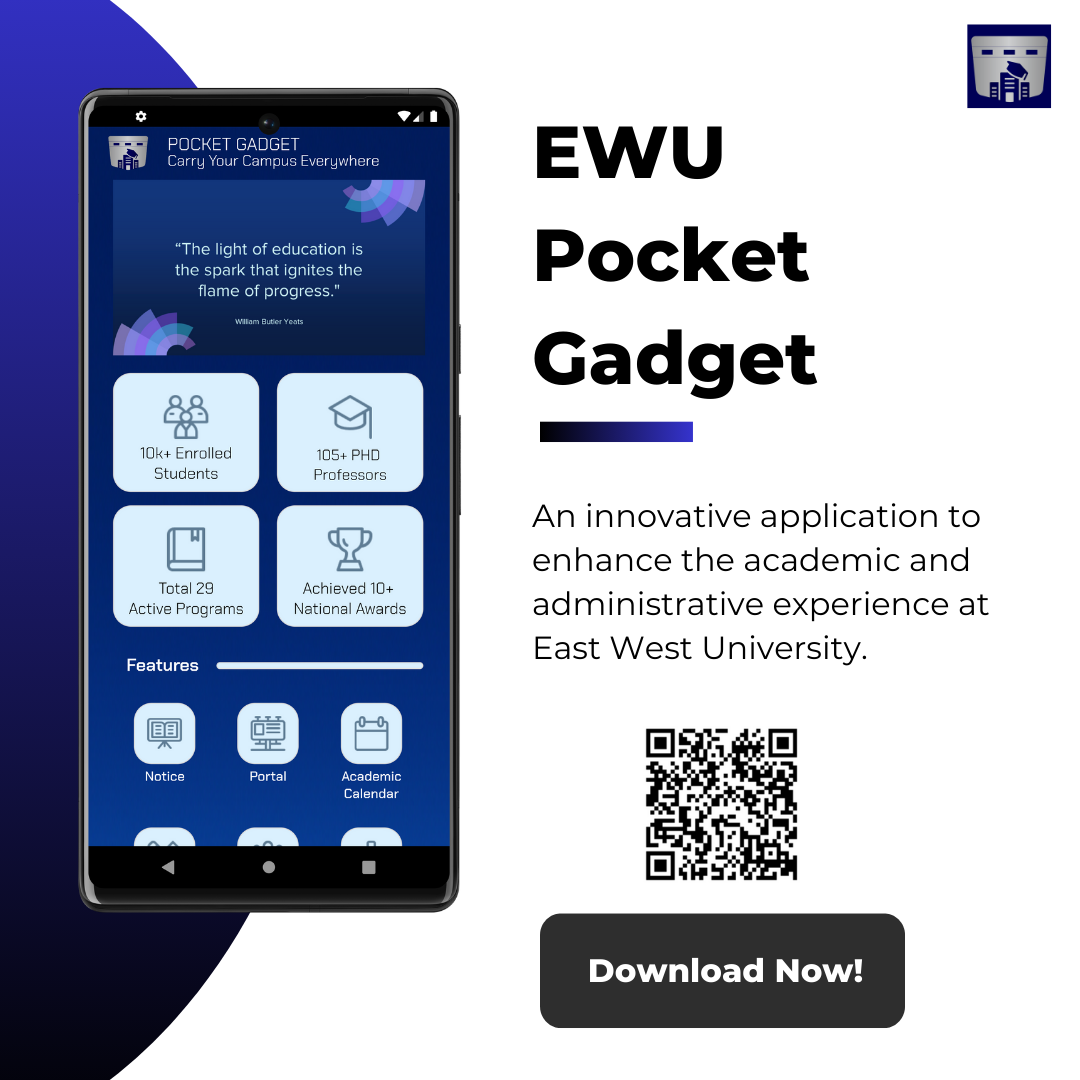 POCKET GADGET
Carry Your Campus Everywhere
“The light of education is
the spark that ignites the
flame of progress."
William Butler Yeats
10k+ Enrolled
Students
105+ PHD
Professors
Total 29
Active Programs
Achieved 10+
National Awards
Features
Notice
Portal
Academic
Calendar
EWU
Pocket
Gadget
An innovative application to
enhance the academic and
administrative experience at
East West University.
Download Now!